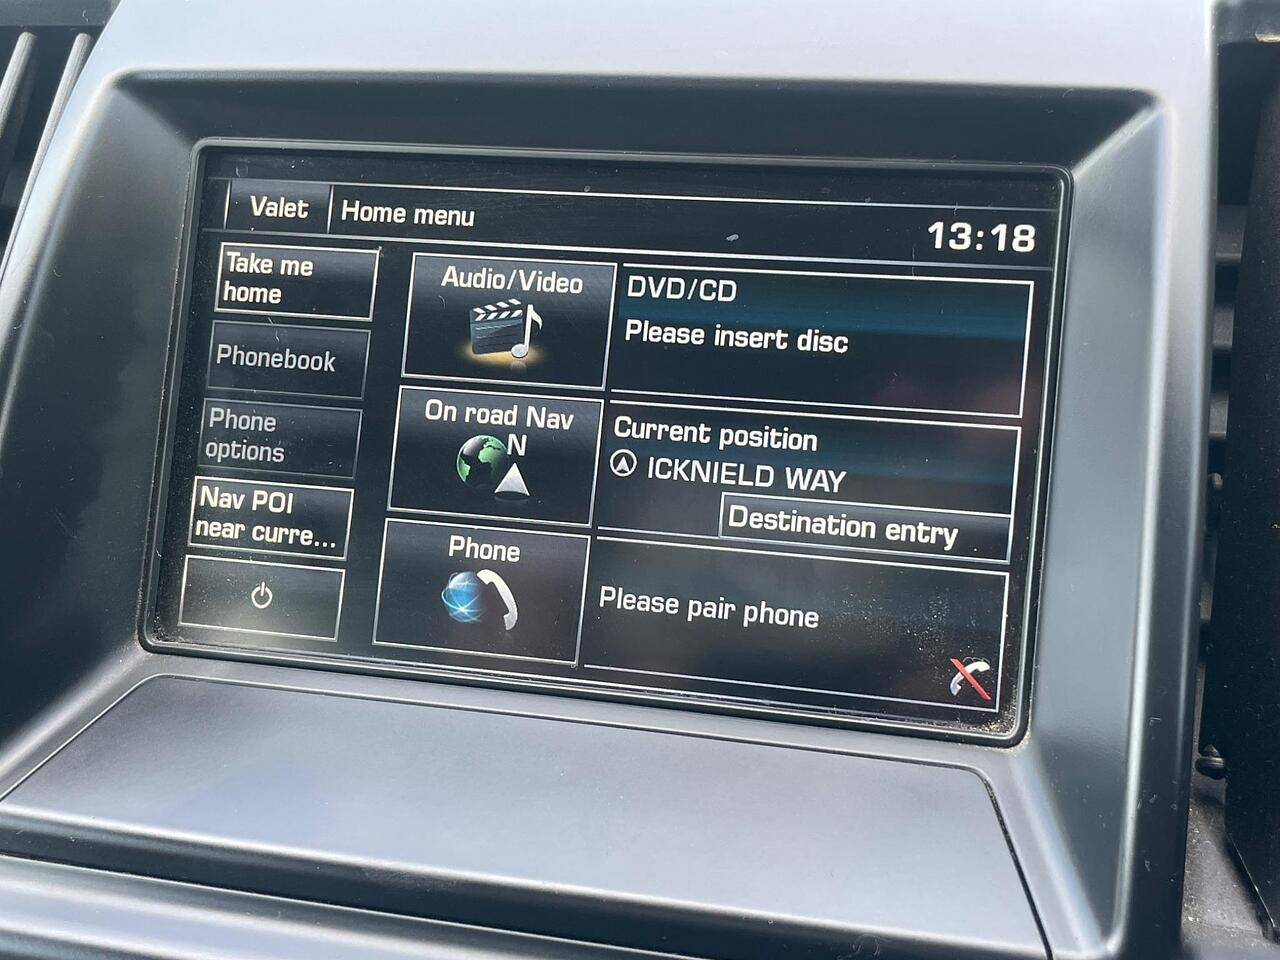 Valet
Home menu
13:18
Take me
home
Phonebook
Phone
options
Nav POI
near curre...
Audio/Video
On road Nav
N
Phone
DVD/CD
Please insert disc
Current position
ICKNIELD WAY
Destination entry
Please pair phone